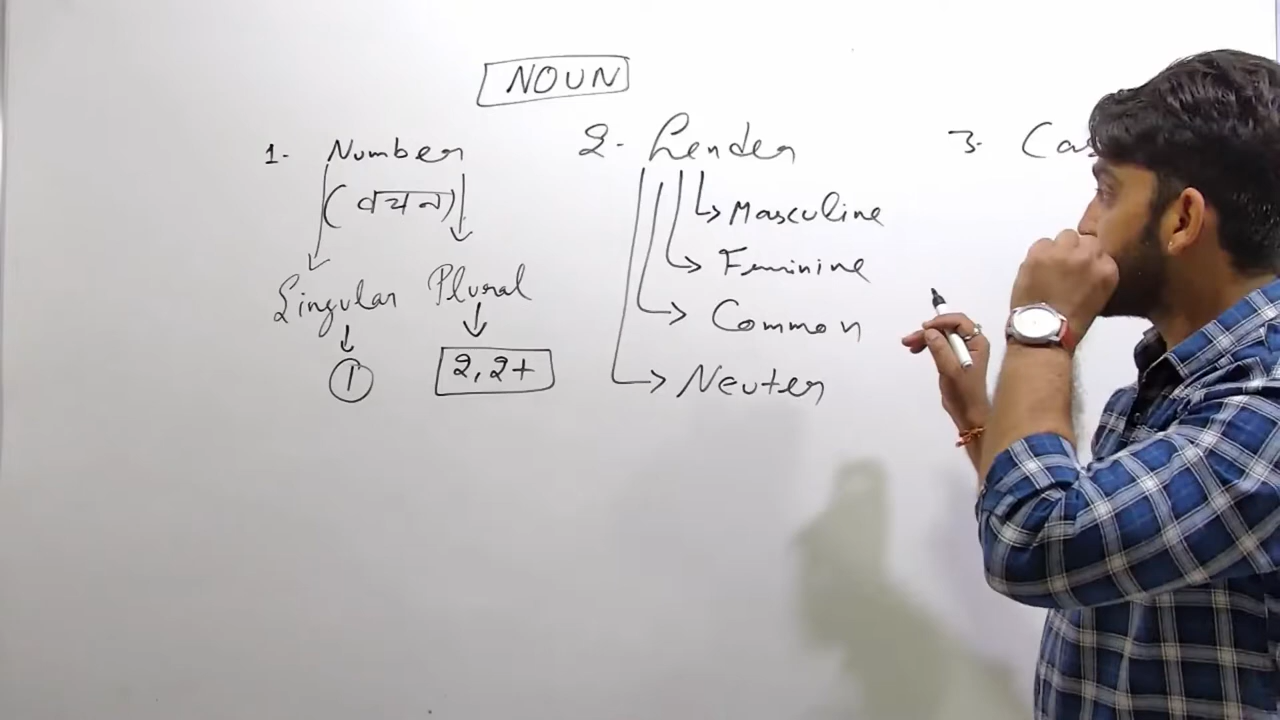 NOUN
1. Number
(वचन)
Singular Plural
1 2, 2+
2. Gender
Masculine
Feminine
Common
Neuter
3.